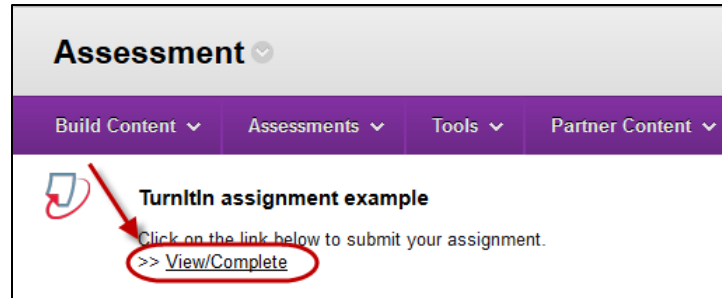 Assessment
Build Content Assessments Tools Partner Content
TurnItIn assignment example
Click on the link below to submit your assignment.
>> View/Complete